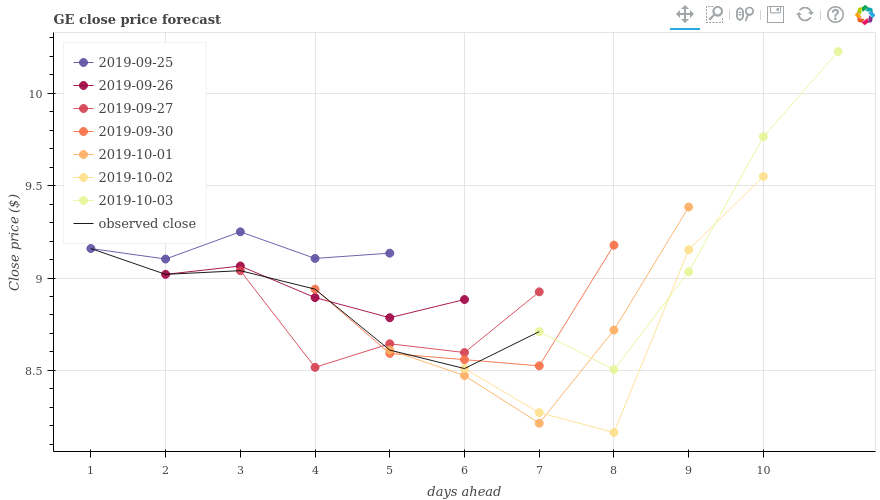 GE close price forecast
2019-09-25
2019-09-26
2019-09-27
2019-09-30
2019-10-01
2019-10-02
2019-10-03
observed close
Close price ($)
10
9.5
9
8.5
1 2 3 4 5 6 7 8 9 10
days ahead